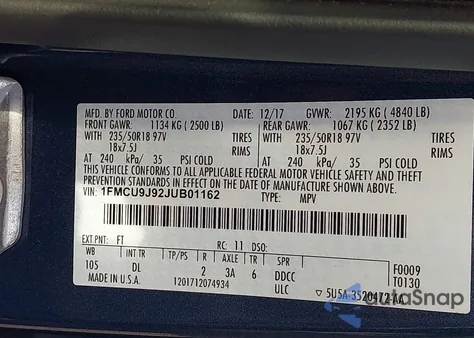 MFD. BY FORD MOTOR CO. DATE: 12/17 GVWR: 2195 KG ( 4840 LB)
FRONT GAWR: 1134 KG ( 2500 LB) REAR GAWR: 1067 KG ( 2352 LB)
WITH 235/50R18 97V TIRES WITH 235/50R18 97V TIRES
18x7.5J RIMS 18x7.5J RIMS
AT 240 kPa/ 35 PSI COLD AT 240 kPa/ 35 PSI COLD
THIS VEHICLE CONFORMS TO ALL APPLICABLE FEDERAL MOTOR VEHICLE SAFETY AND
THEFT PREVENTION STANDARDS IN EFFECT ON THE DATE OF MANUFACTURE SHOWN ABOVE.
VIN: 1FMCU9J92JUB01162 TYPE: MPV
EXT PNT: FT RC: 11 DSO: F0009
WB TP/PS R AXLE TR SPR T0130
105 DL 2 3A 6 DDCC
MADE IN U.S.A. 1201712074934 ULC 5U5A-3520472-AA
autoSnap